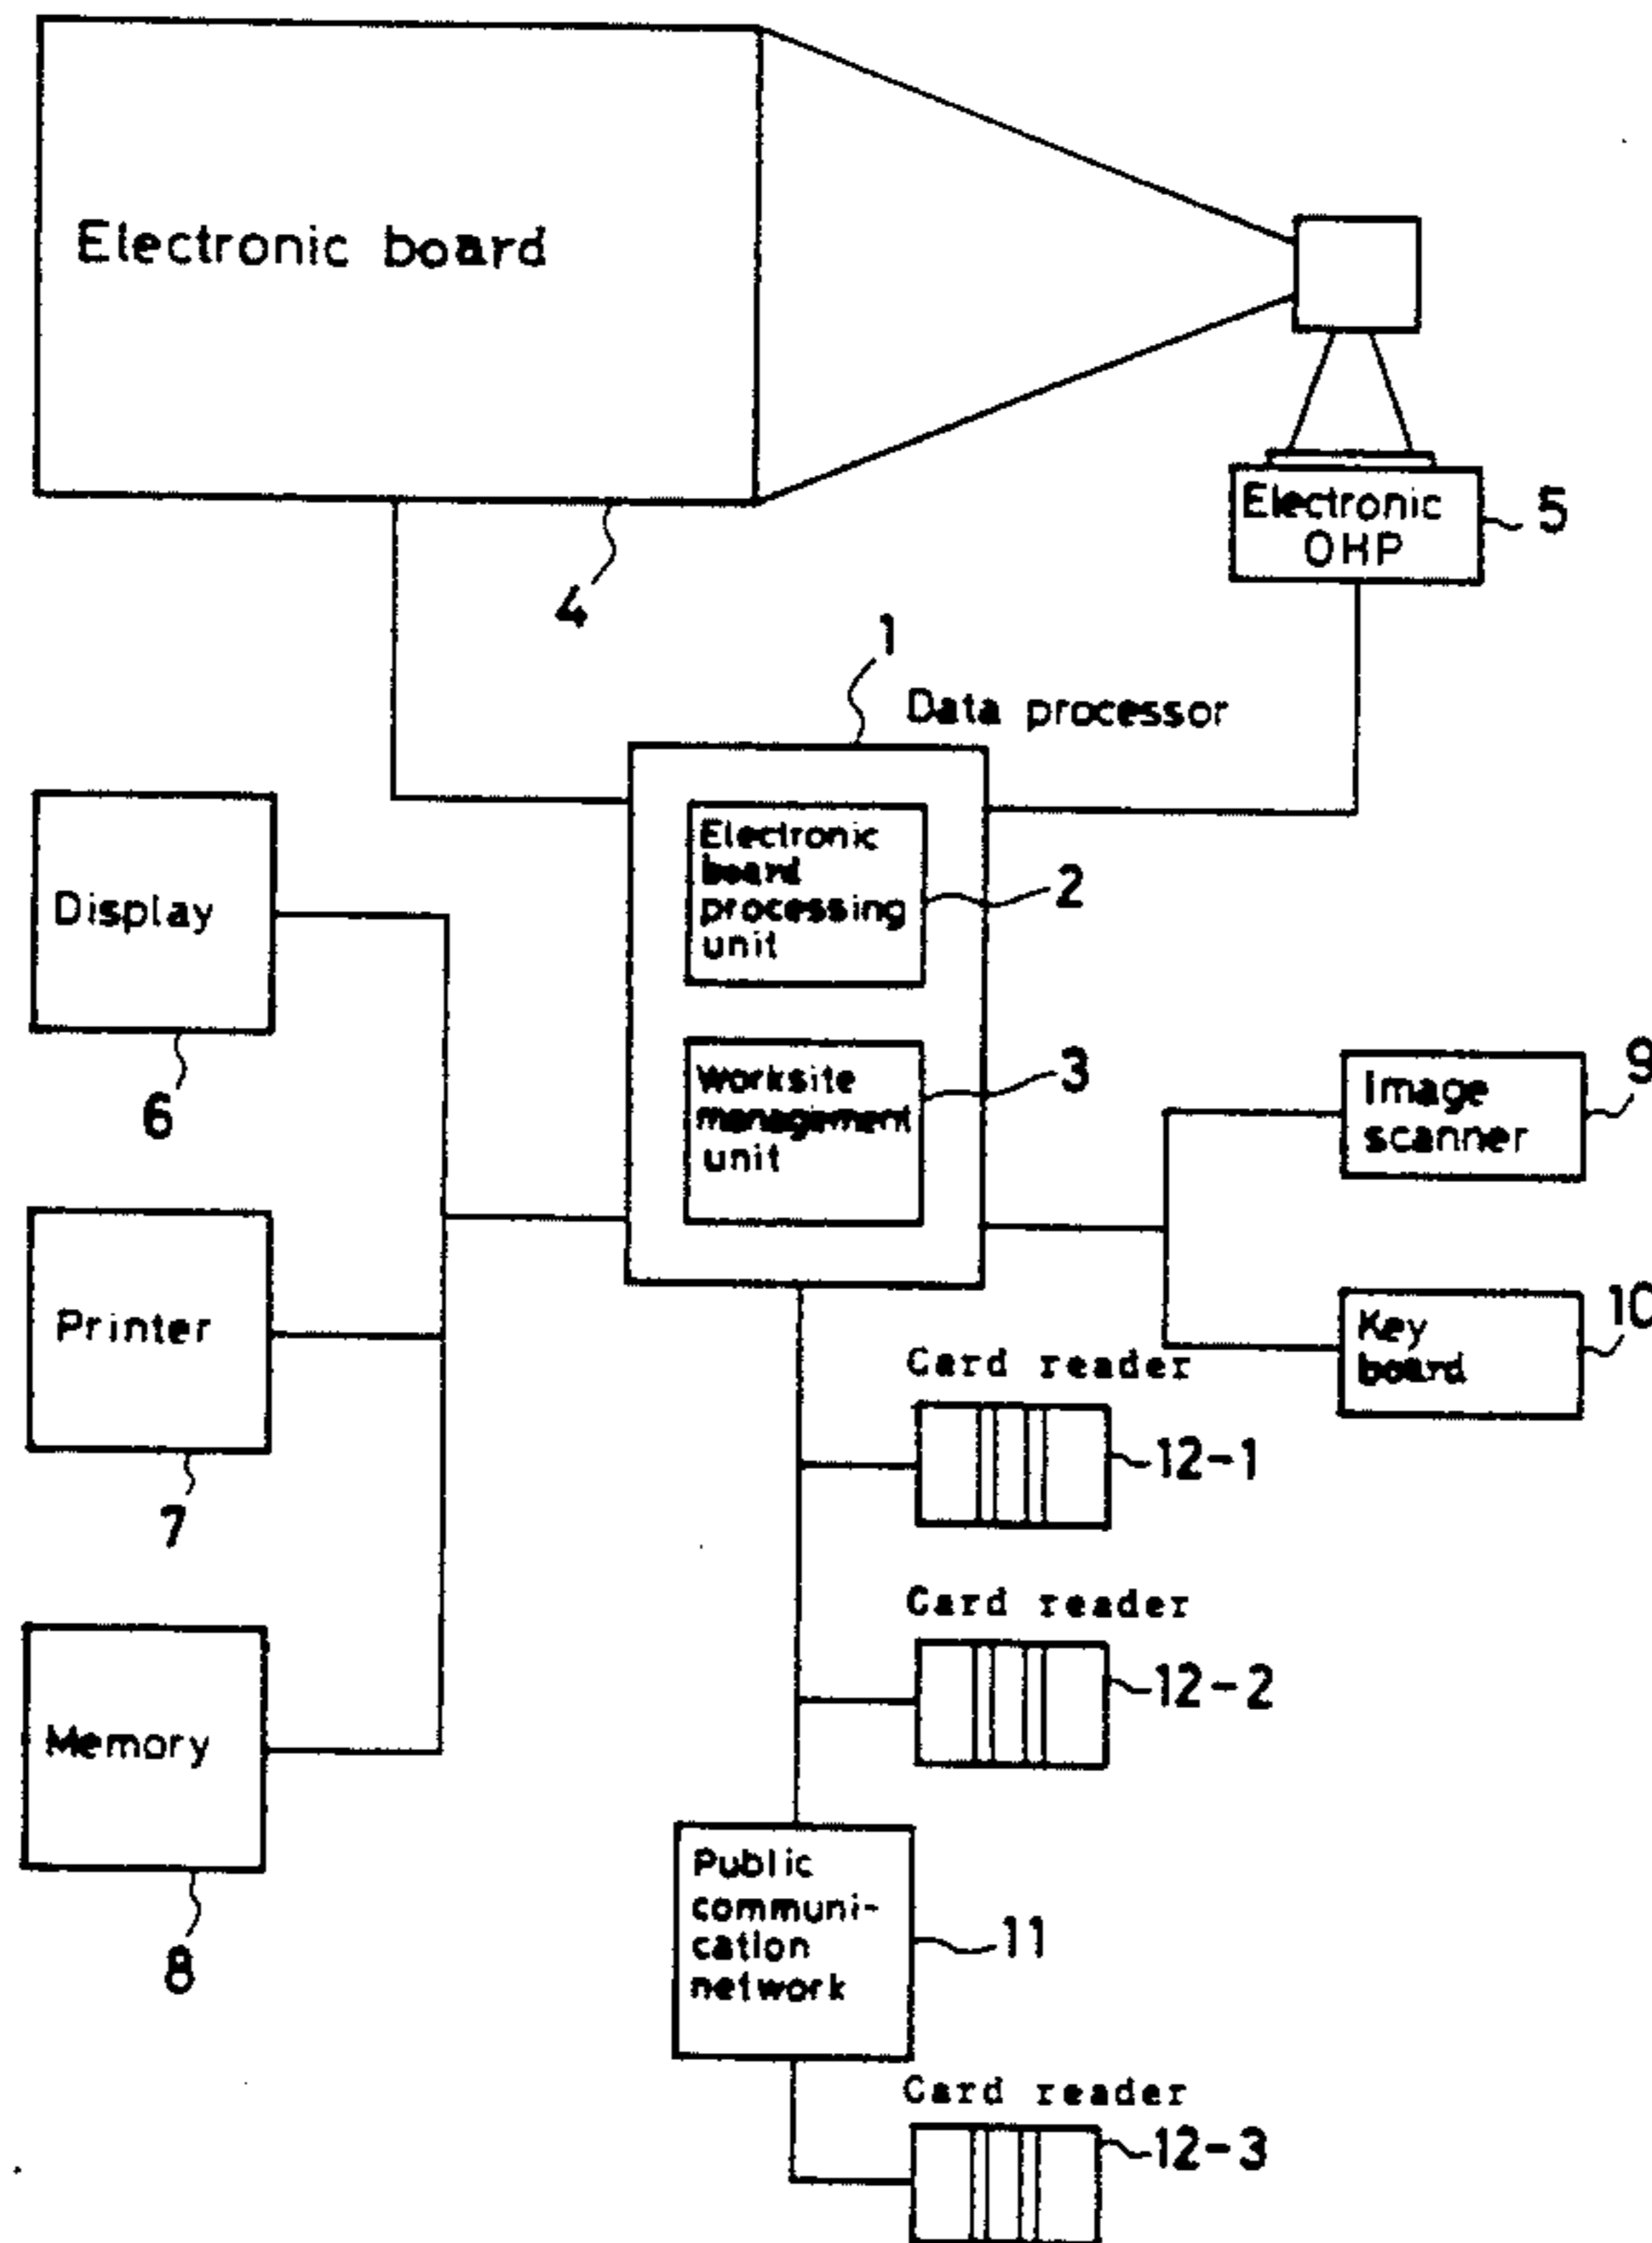 Electronic board
Electronic
OHP
5
4
1
Data processor
Electronic
board
processing
unit
2
Display
6
Worksite
management
unit
3
Image
scanner
9
Printer
7
Key
board
10
Card reader
12-1
Card reader
12-2
Memory
8
Public
communi-
cation
network
11
Card reader
12-3